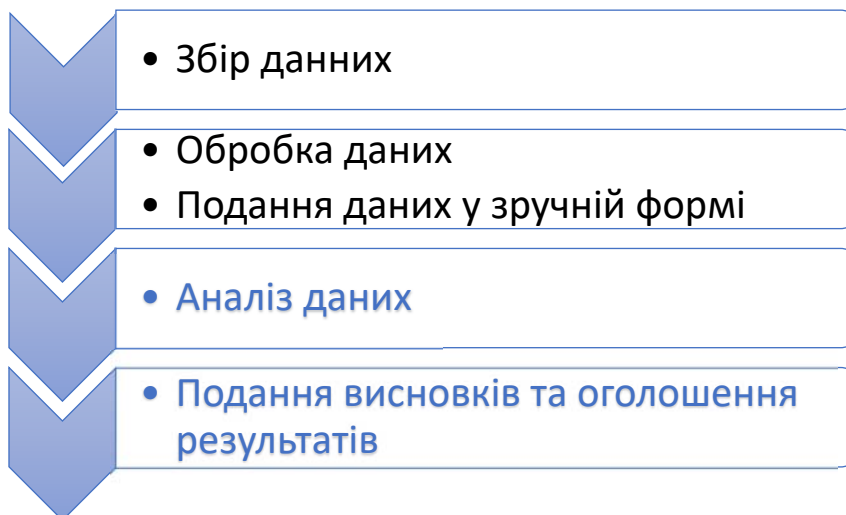 • Збір данних
• Обробка даних
• Подання даних у зручній формі
• Аналіз даних
• Подання висновків та оголошення
результатів